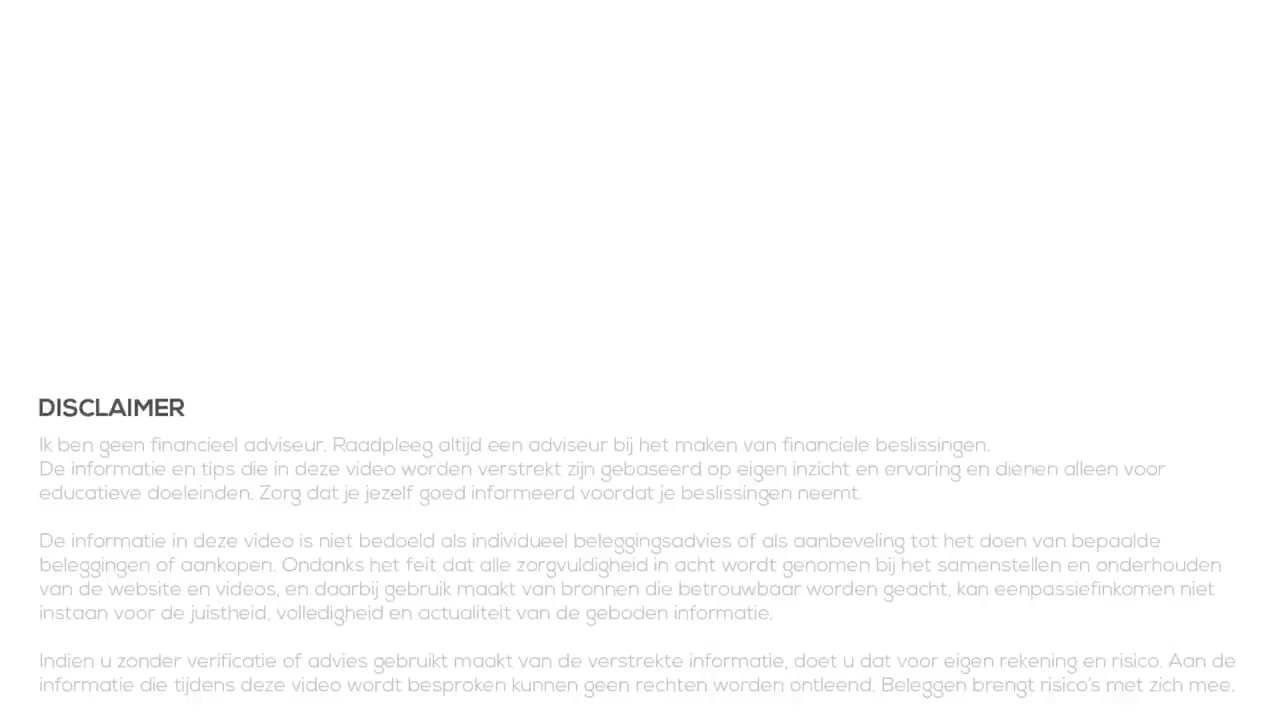 DISCLAIMER
Ik ben geen financieel adviseur. Raadpleeg altijd een adviseur bij het maken van financiele beslissingen.
De informatie en tips die in deze video worden verstrekt zijn gebaseerd op eigen inzicht en ervaring en dienen alleen voor
educatieve doeleinden. Zorg dat je jezelf goed informeerd voordat je beslissingen neemt.
De informatie in deze video is niet bedoeld als individueel beleggingsadvies of als aanbeveling tot het doen van bepaalde
beleggingen of aankopen. Ondanks het feit dat alle zorgvuldigheid in acht wordt genomen bij het samenstellen en onderhouden
van de website en videos, en daarbij gebruik maakt van bronnen die betrouwbaar worden geacht, kan eenpassiefinkomen niet
instaan voor de juistheid, volledigheid en actualiteit van de geboden informatie.
Indien u zonder verificatie of advies gebruikt maakt van de verstrekte informatie, doet u dat voor eigen rekening en risico. Aan de
informatie die tijdens deze video wordt besproken kunnen geen rechten worden ontleend. Beleggen brengt risico's met zich mee.